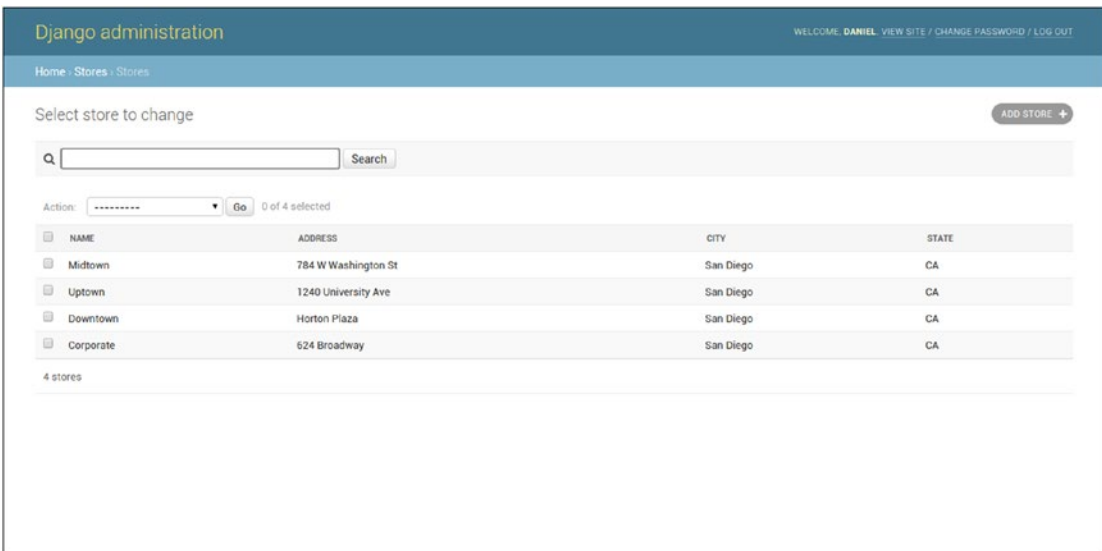 Django administration
WELCOME, DANIEL. VIEW SITE / CHANGE PASSWORD / LOG OUT
Home › Stores › Stores
Select store to change
ADD STORE +
Search
Action: --------- Go 0 of 4 selected
NAME ADDRESS CITY STATE
Midtown 784 W Washington St San Diego CA
Uptown 1240 University Ave San Diego CA
Downtown Horton Plaza San Diego CA
Corporate 624 Broadway San Diego CA
4 stores